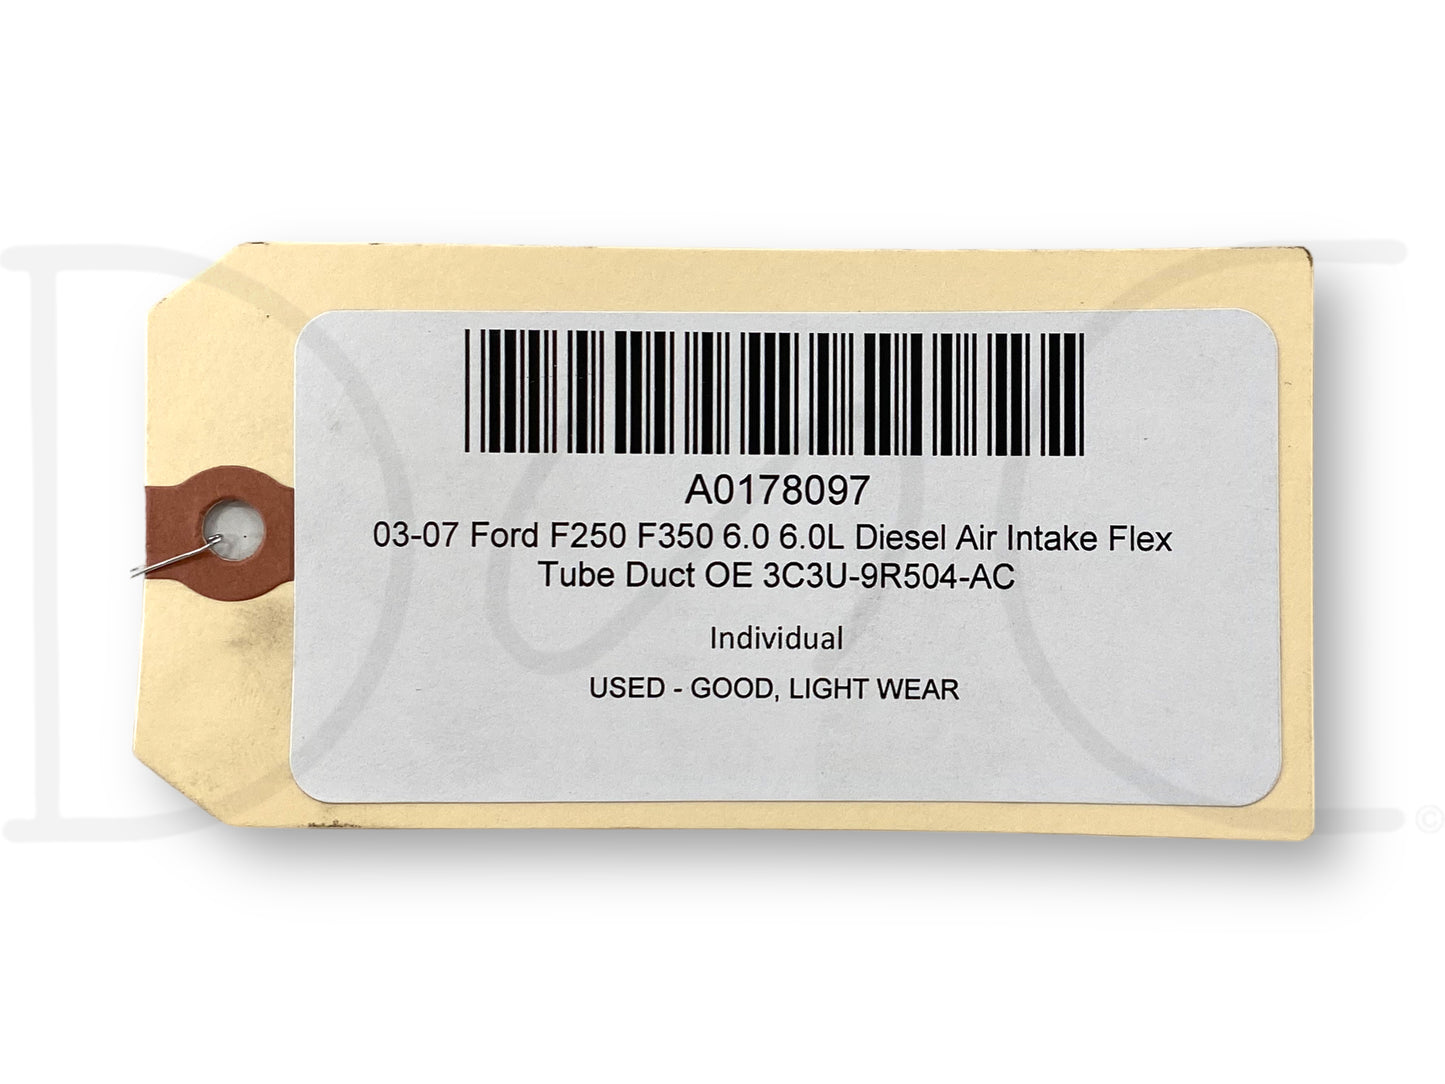 A0178097
03-07 Ford F250 F350 6.0 6.0L Diesel Air Intake Flex
Tube Duct OE 3C3U-9R504-AC
Individual
USED - GOOD, LIGHT WEAR
©